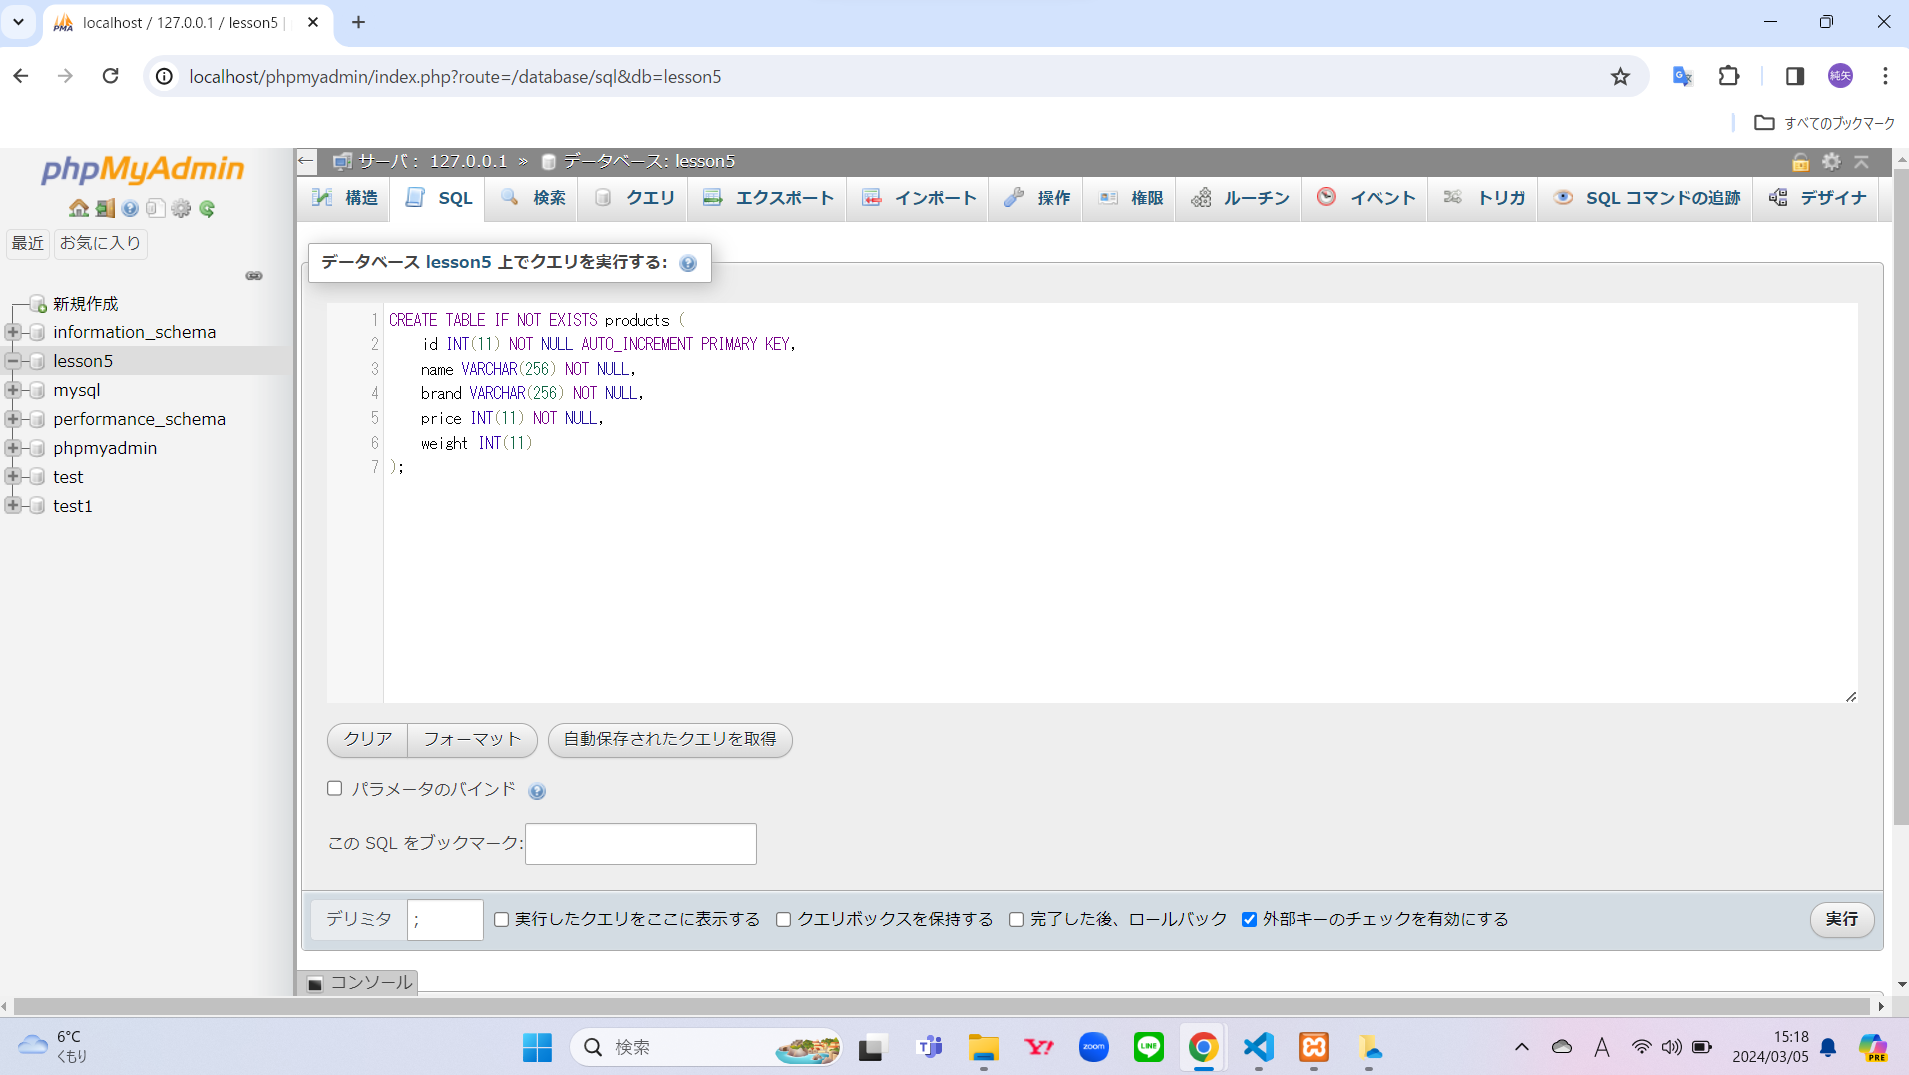 localhost / 127.0.0.1 / lesson5 |
localhost/phpmyadmin/index.php?route=/database/sql&db=lesson5
純矢
すべてのブックマーク
phpMyAdmin
最近 お気に入り
新規作成
information_schema
lesson5
mysql
performance_schema
phpmyadmin
test
test1
サーバ： 127.0.0.1 » データベース: lesson5
構造 SQL 検索 クエリ エクスポート インポート 操作 権限 ルーチン イベント トリガ SQL コマンドの追跡 デザイナ
データベース lesson5 上でクエリを実行する:
1 CREATE TABLE IF NOT EXISTS products (
2 id INT(11) NOT NULL AUTO_INCREMENT PRIMARY KEY,
3 name VARCHAR(256) NOT NULL,
4 brand VARCHAR(256) NOT NULL,
5 price INT(11) NOT NULL,
6 weight INT(11)
7 );
クリア フォーマット 自動保存されたクエリを取得
パラメータのバインド
この SQL をブックマーク:
デリミタ ; 実行したクエリをここに表示する クエリボックスを保持する 完了した後、ロールバック 外部キーのチェックを有効にする 実行
コンソール
6°C
くもり
検索
zoom
LINE
A
15:18
2024/03/05
PRE